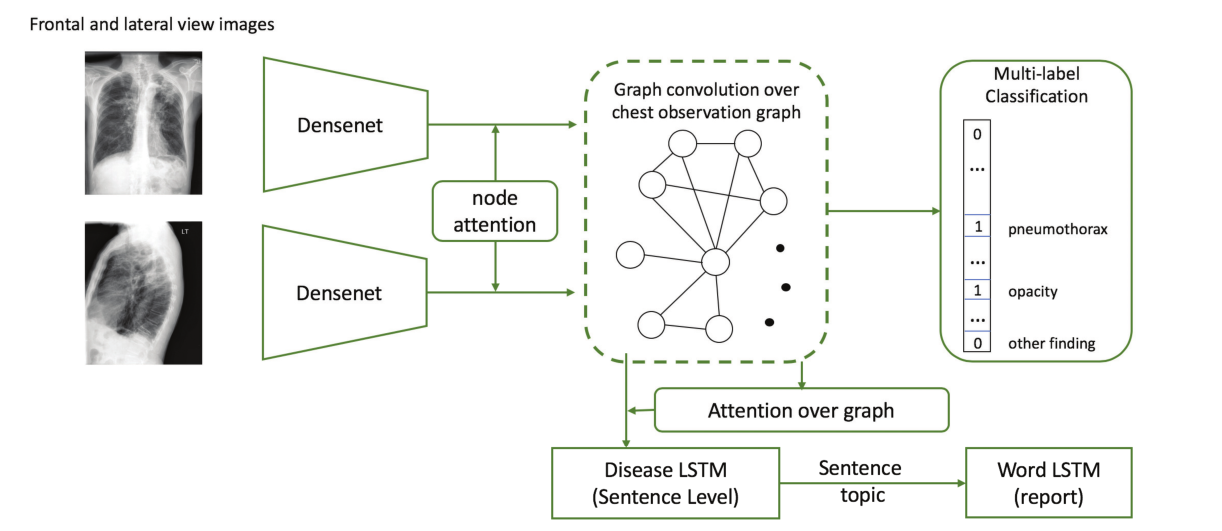 Frontal and lateral view images
Densenet
node
attention
Densenet
LT
Graph convolution over
chest observation graph
Multi-label
Classification
0
...
1 pneumothorax
...
1 opacity
...
0 other finding
Attention over graph
Disease LSTM
(Sentence Level)
Sentence
topic
Word LSTM
(report)